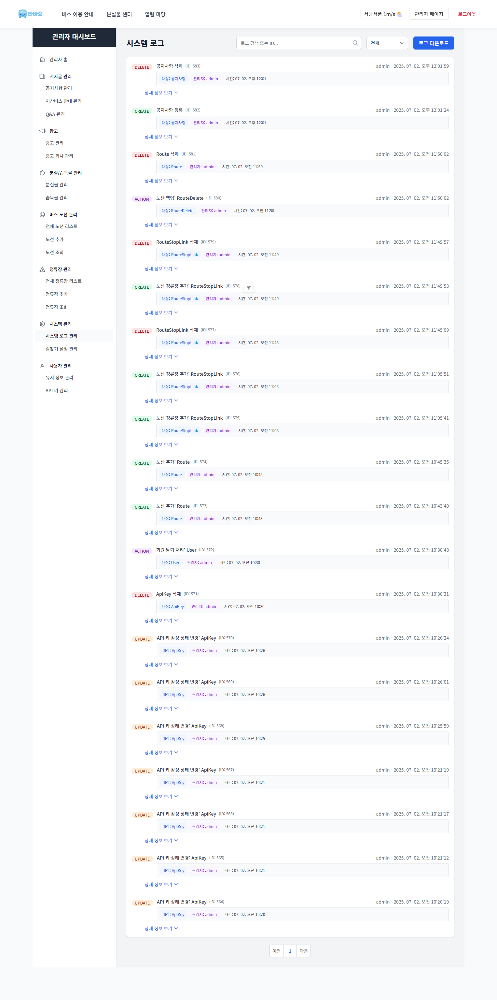 타바요 버스 이용 안내 분실물 센터 알림 마당 서남서풍 1m/s 관리자 페이지 로그아웃
관리자 대시보드
관리자 홈
게시글 관리
공지사항 관리
저상버스 안내 관리
Q&A 관리
광고
광고 관리
광고 회사 관리
분실/습득물 관리
분실물 관리
습득물 관리
버스 노선 관리
전체 노선 리스트
노선 추가
노선 조회
정류장 관리
전체 정류장 리스트
정류장 추가
정류장 조회
시스템 관리
시스템 로그 관리
길찾기 설정 관리
사용자 관리
유저 정보 관리
API 키 관리
시스템 로그 로그 검색 또는 ID... 전체 로그 다운로드
DELETE 공지사항 삭제 (ID: 583) admin 2025. 07. 02. 오후 12:01:59
대상: 공지사항 관리자: admin 시간: 07. 02. 오후 12:01
상세 정보 보기
CREATE 공지사항 등록 (ID: 582) admin 2025. 07. 02. 오후 12:01:24
대상: 공지사항 관리자: admin 시간: 07. 02. 오후 12:01
상세 정보 보기
DELETE Route 삭제 (ID: 581) admin 2025. 07. 02. 오전 11:50:02
대상: Route 관리자: admin 시간: 07. 02. 오전 11:50
상세 정보 보기
ACTION 노선 백업: RouteDelete (ID: 580) admin 2025. 07. 02. 오전 11:50:02
대상: RouteDelete 관리자: admin 시간: 07. 02. 오전 11:50
상세 정보 보기
DELETE RouteStopLink 삭제 (ID: 579) admin 2025. 07. 02. 오전 11:49:57
대상: RouteStopLink 관리자: admin 시간: 07. 02. 오전 11:49
상세 정보 보기
CREATE 노선 정류장 추가: RouteStopLink (ID: 578) admin 2025. 07. 02. 오전 11:49:53
대상: RouteStopLink 관리자: admin 시간: 07. 02. 오전 11:49
상세 정보 보기
DELETE RouteStopLink 삭제 (ID: 577) admin 2025. 07. 02. 오전 11:45:09
대상: RouteStopLink 관리자: admin 시간: 07. 02. 오전 11:45
상세 정보 보기
CREATE 노선 정류장 추가: RouteStopLink (ID: 576) admin 2025. 07. 02. 오전 11:05:51
대상: RouteStopLink 관리자: admin 시간: 07. 02. 오전 11:05
상세 정보 보기
CREATE 노선 정류장 추가: RouteStopLink (ID: 575) admin 2025. 07. 02. 오전 11:05:41
대상: RouteStopLink 관리자: admin 시간: 07. 02. 오전 11:05
상세 정보 보기
CREATE 노선 추가: Route (ID: 574) admin 2025. 07. 02. 오전 10:45:35
대상: Route 관리자: admin 시간: 07. 02. 오전 10:45
상세 정보 보기
CREATE 노선 추가: Route (ID: 573) admin 2025. 07. 02. 오전 10:43:40
대상: Route 관리자: admin 시간: 07. 02. 오전 10:43
상세 정보 보기
ACTION 회원 탈퇴 처리: User (ID: 572) admin 2025. 07. 02. 오전 10:30:48
대상: User 관리자: admin 시간: 07. 02. 오전 10:30
상세 정보 보기
DELETE ApiKey 삭제 (ID: 571) admin 2025. 07. 02. 오전 10:30:31
대상: ApiKey 관리자: admin 시간: 07. 02. 오전 10:30
상세 정보 보기
UPDATE API 키 활성 상태 변경: ApiKey (ID: 570) admin 2025. 07. 02. 오전 10:26:24
대상: ApiKey 관리자: admin 시간: 07. 02. 오전 10:26
상세 정보 보기
UPDATE API 키 활성 상태 변경: ApiKey (ID: 569) admin 2025. 07. 02. 오전 10:26:01
대상: ApiKey 관리자: admin 시간: 07. 02. 오전 10:26
상세 정보 보기
UPDATE API 키 상태 변경: ApiKey (ID: 568) admin 2025. 07. 02. 오전 10:25:59
대상: ApiKey 관리자: admin 시간: 07. 02. 오전 10:25
상세 정보 보기
UPDATE API 키 활성 상태 변경: ApiKey (ID: 567) admin 2025. 07. 02. 오전 10:21:19
대상: ApiKey 관리자: admin 시간: 07. 02. 오전 10:21
상세 정보 보기
UPDATE API 키 활성 상태 변경: ApiKey (ID: 566) admin 2025. 07. 02. 오전 10:21:17
대상: ApiKey 관리자: admin 시간: 07. 02. 오전 10:21
상세 정보 보기
UPDATE API 키 상태 변경: ApiKey (ID: 565) admin 2025. 07. 02. 오전 10:21:12
대상: ApiKey 관리자: admin 시간: 07. 02. 오전 10:21
상세 정보 보기
UPDATE API 키 상태 변경: ApiKey (ID: 564) admin 2025. 07. 02. 오전 10:20:19
대상: ApiKey 관리자: admin 시간: 07. 02. 오전 10:20
상세 정보 보기
이전 1 다음